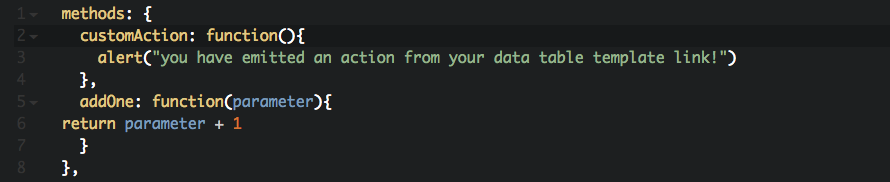 1 methods: {
2 customAction: function(){
3 alert("you have emitted an action from your data table template link!")
4 },
5 addOne: function(parameter){
6 return parameter + 1
7 }
8 },